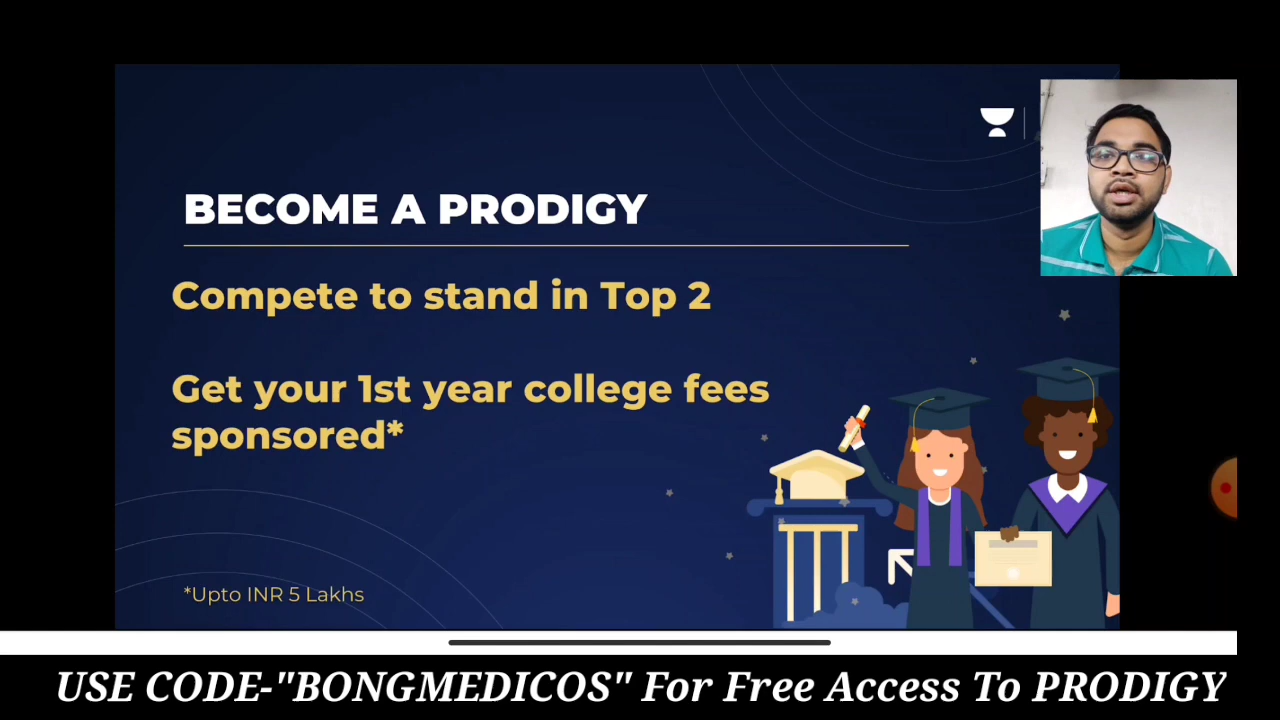 BECOME A PRODIGY
Compete to stand in Top 2
Get your 1st year college fees
sponsored*
*Upto INR 5 Lakhs
USE CODE-"BONGMEDICOS" For Free Access To PRODIGY